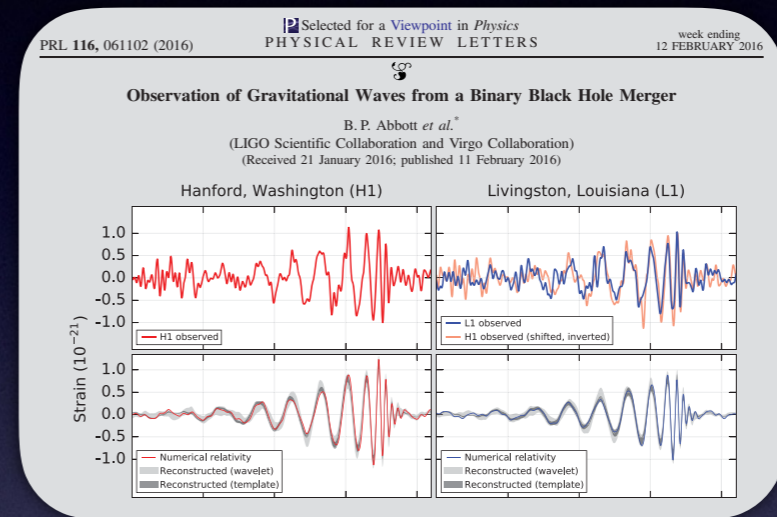 Selected for a Viewpoint in Physics
PRL 116, 061102 (2016)
PHYSICAL REVIEW LETTERS
week ending
12 FEBRUARY 2016
Observation of Gravitational Waves from a Binary Black Hole Merger
B. P. Abbott et al.*
(LIGO Scientific Collaboration and Virgo Collaboration)
(Received 21 January 2016; published 11 February 2016)
Hanford, Washington (H1)
Livingston, Louisiana (L1)
Strain (10⁻²¹)
1.0
0.5
0.0
-0.5
-1.0
H1 observed
L1 observed
H1 observed (shifted, inverted)
1.0
0.5
0.0
-0.5
-1.0
Numerical relativity
Reconstructed (wavelet)
Reconstructed (template)
Numerical relativity
Reconstructed (wavelet)
Reconstructed (template)